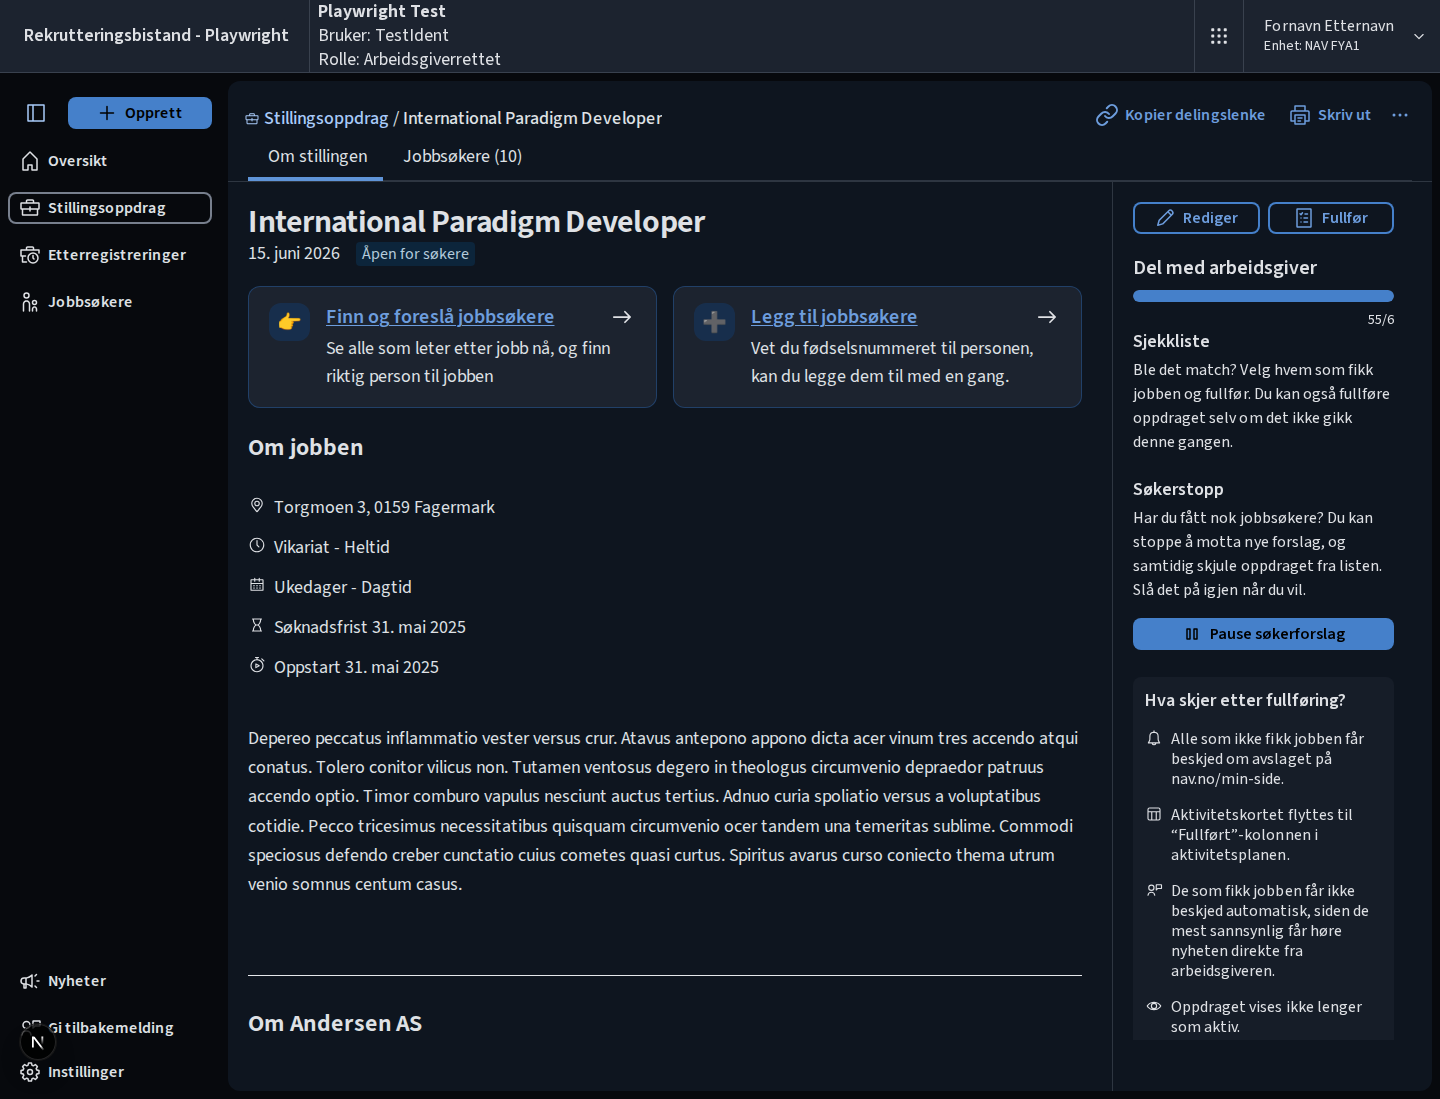 Rekrutteringsbistand - Playwright
Playwright Test
Bruker: TestIdent
Rolle: Arbeidsgiverrettet
Fornavn Etternavn
Enhet: NAV FYA1
Opprett
Oversikt
Stillingsoppdrag
Etterregistreringer
Jobbsøkere
Nyheter
Gi tilbakemelding
N
Instillinger
Stillingsoppdrag / International Paradigm Developer
Kopier delingslenke
Skriv ut
Om stillingen
Jobbsøkere (10)
International Paradigm Developer
15. juni 2026
Åpen for søkere
Finn og foreslå jobbsøkere
Se alle som leter etter jobb nå, og finn
riktig person til jobben
Legg til jobbsøkere
Vet du fødselsnummeret til personen,
kan du legge dem til med en gang.
Om jobben
Torgmoen 3, 0159 Fagermark
Vikariat - Heltid
Ukedager - Dagtid
Søknadsfrist 31. mai 2025
Oppstart 31. mai 2025
Depereo peccatus inflammatio vester versus crur. Atavus antepono appono dicta acer vinum tres accendo atqui
conatus. Tolero conitor vilicus non. Tutamen ventosus degero in theologus circumvenio depraedor patruus
accendo optio. Timor comburo vapulus nesciunt auctus tertius. Adnuo curia spoliatio versus a voluptatibus
cotidie. Pecco tricesimus necessitatibus quisquam circumvenio ocer tandem una temeritas sublime. Commodi
speciosus defendo creber cunctatio cuius cometes quasi curtus. Spiritus avarus curso coniecto thema utrum
venio somnus centum casus.
Om Andersen AS
Rediger
Fullfør
Del med arbeidsgiver
55/6
Sjekkliste
Ble det match? Velg hvem som fikk
jobben og fullfør. Du kan også fullføre
oppdraget selv om det ikke gikk
denne gangen.
Søkerstopp
Har du fått nok jobbsøkere? Du kan
stoppe å motta nye forslag, og
samtidig skjule oppdraget fra listen.
Slå det på igjen når du vil.
Pause søkerforslag
Hva skjer etter fullføring?
Alle som ikke fikk jobben får
beskjed om avslaget på
nav.no/min-side.
Aktivitetskortet flyttes til
“Fullført”-kolonnen i
aktivitetsplanen.
De som fikk jobben får ikke
beskjed automatisk, siden de
mest sannsynlig får høre
nyheten direkte fra
arbeidsgiveren.
Oppdraget vises ikke lenger
som aktiv.